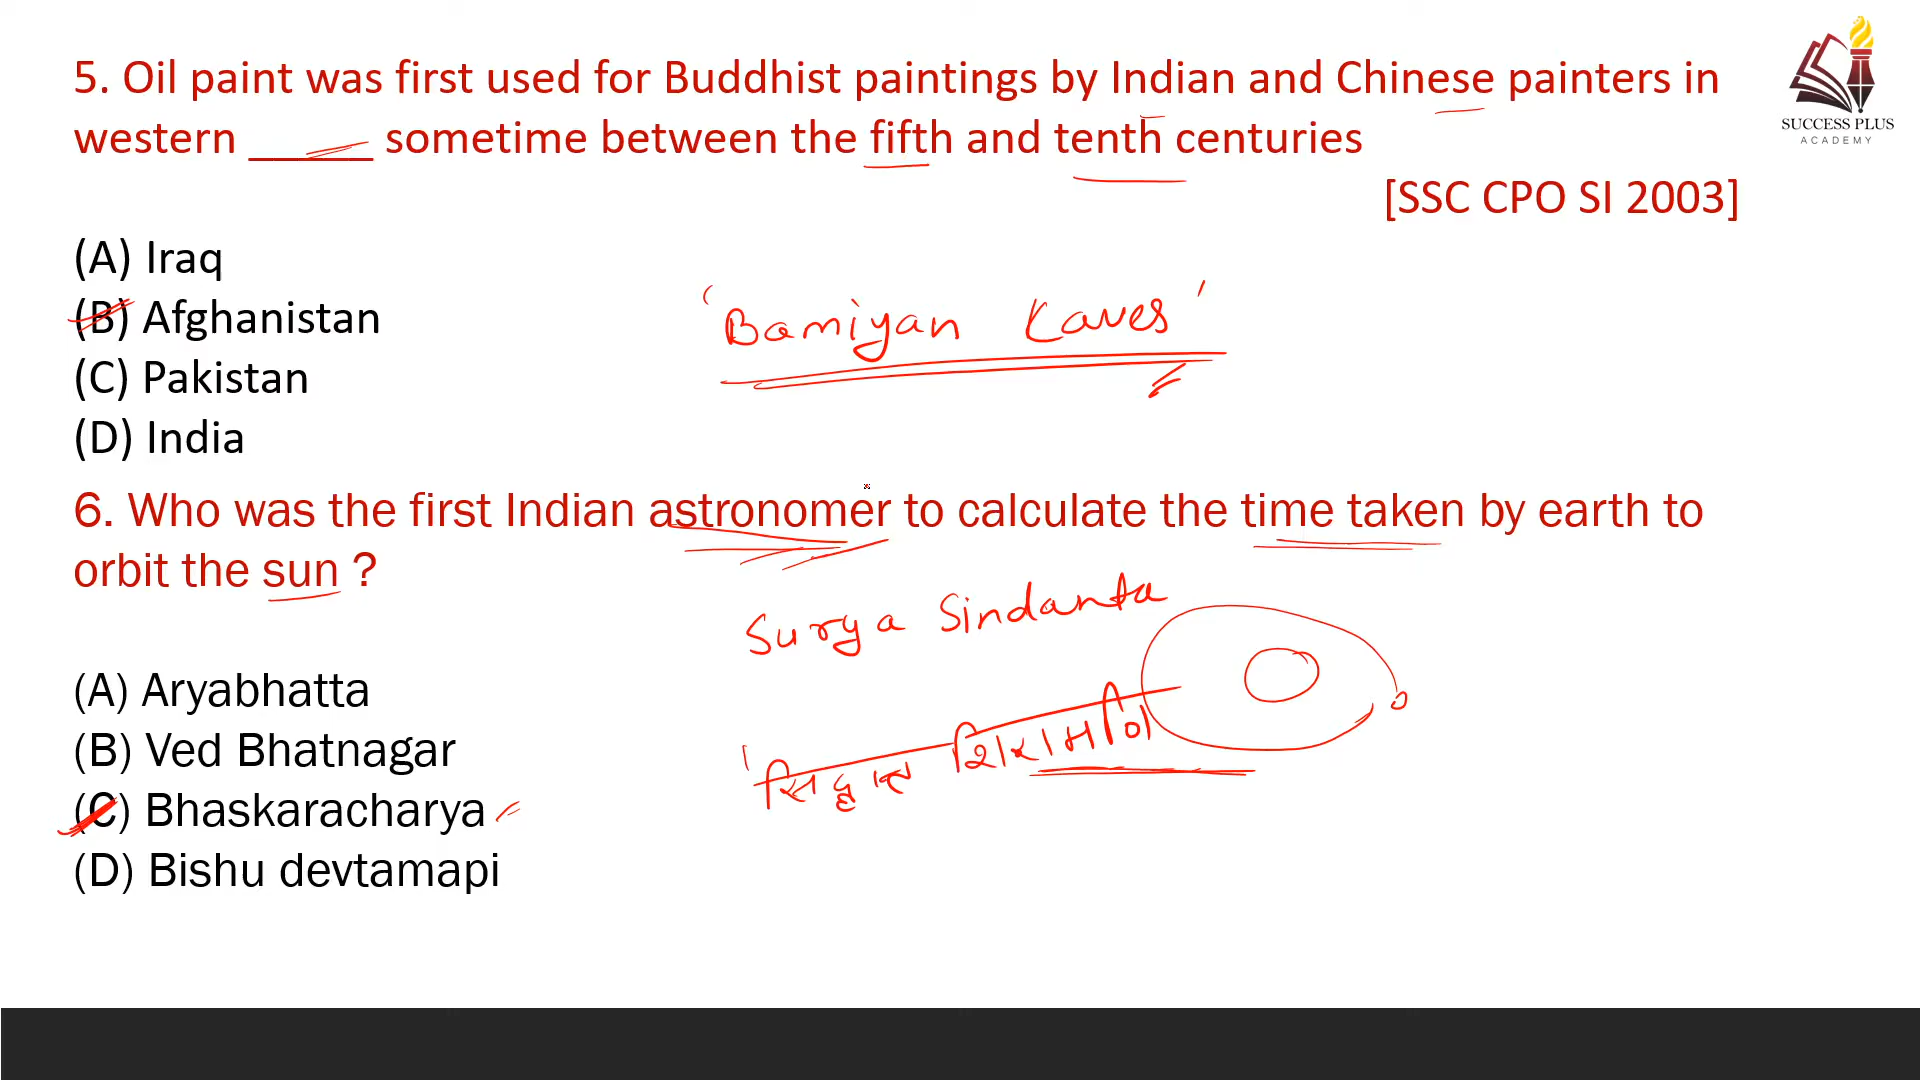 5. Oil paint was first used for Buddhist paintings by Indian and Chinese painters in
western ______ sometime between the fifth and tenth centuries
SUCCESS PLUS
ACADEMY
[SSC CPO SI 2003]
(A) Iraq
(B) Afghanistan
(C) Pakistan
(D) India
'Bamiyan Kaves'
6. Who was the first Indian astronomer to calculate the time taken by earth to
orbit the sun ?
Surya Sindanta
(A) Aryabhatta
(B) Ved Bhatnagar
(C) Bhaskaracharya
(D) Bishu devtamapi